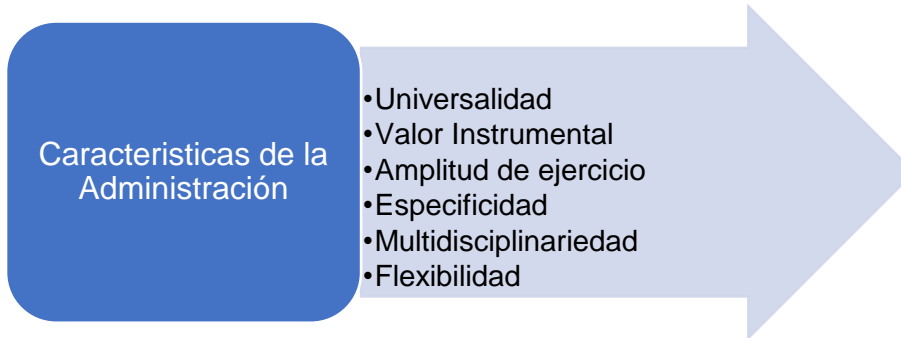 Caracteristicas de la
Administración
•Universalidad
•Valor Instrumental
•Amplitud de ejercicio
•Especificidad
•Multidisciplinariedad
•Flexibilidad